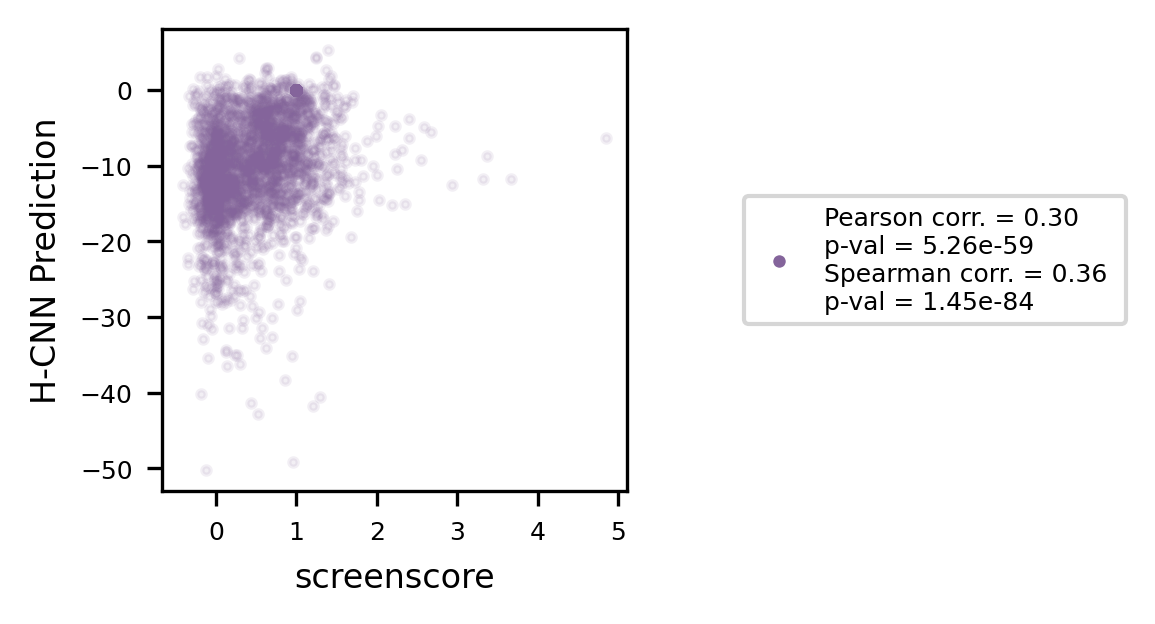 0
−10
−20
−30
−40
−50
H-CNN Prediction
0 1 2 3 4 5
screenscore
Pearson corr. = 0.30
p-val = 5.26e-59
Spearman corr. = 0.36
p-val = 1.45e-84